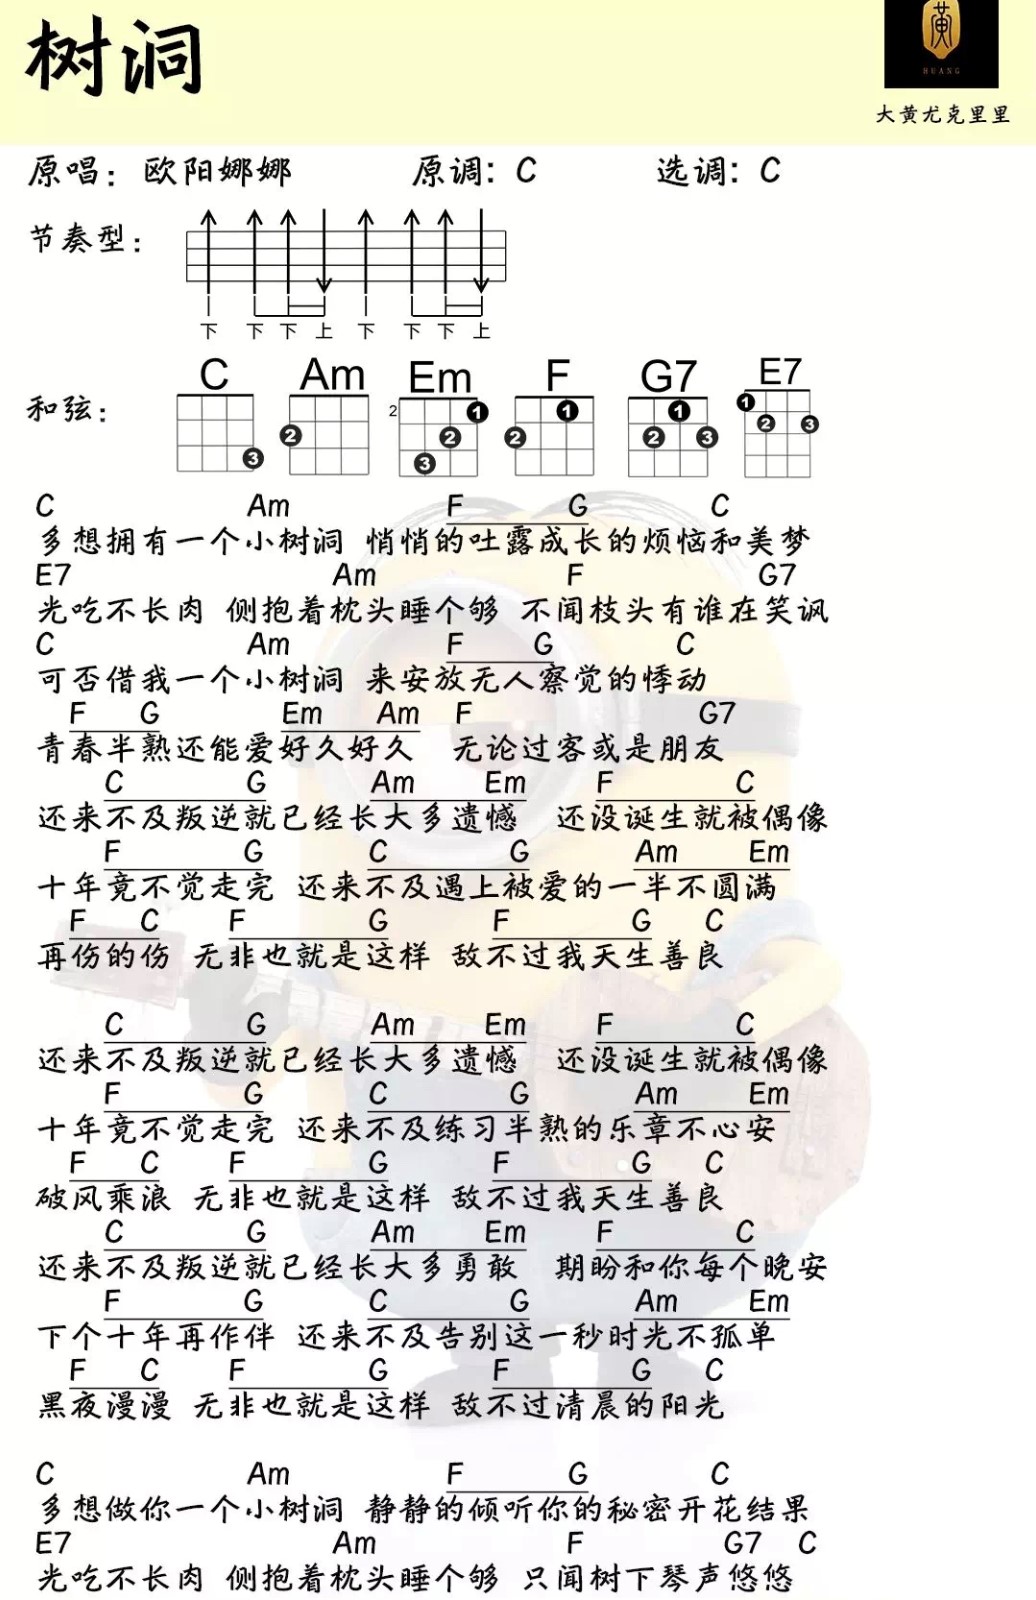 树洞
黄
HUANG
大黄尤克里里
原唱：欧阳娜娜 原调：C 选调：C
节奏型：
下 下 下 上 下 下 下 上
C Am Em F G7 E7
和弦：
2 3 2 1 2 3 1 2 1 2 3 1 2 3
C Am F G C
多想拥有一个小树洞 悄悄的吐露成长的烦恼和美梦
E7 Am F G7
光吃不长肉 侧抱着枕头睡个够 不闻枝头有谁在笑讽
C Am F G C
可否借我一个小树洞 来安放无人察觉的悸动
F G Em Am F G7
青春半熟还能爱好久好久 无论过客或是朋友
C G Am Em F C
还来不及叛逆就已经长大多遗憾 还没诞生就被偶像
F G C G Am Em
十年竟不觉走完 还来不及遇上被爱的一半不圆满
F C F G F G C
再伤的伤 无非也就是这样 敌不过我天生善良
C G Am Em F C
还来不及叛逆就已经长大多遗憾 还没诞生就被偶像
F G C G Am Em
十年竟不觉走完 还来不及练习半熟的乐章不心安
F C F G F G C
破风乘浪 无非也就是这样 敌不过我天生善良
C G Am Em F C
还来不及叛逆就已经长大多勇敢 期盼和你每个晚安
F G C G Am Em
下个十年再作伴 还来不及告别这一秒时光不孤单
F C F G F G C
黑夜漫漫 无非也就是这样 敌不过清晨的阳光
C Am F G C
多想做你一个小树洞 静静的倾听你的秘密开花结果
E7 Am F G7 C
光吃不长肉 侧抱着枕头睡个够 只闻树下琴声悠悠